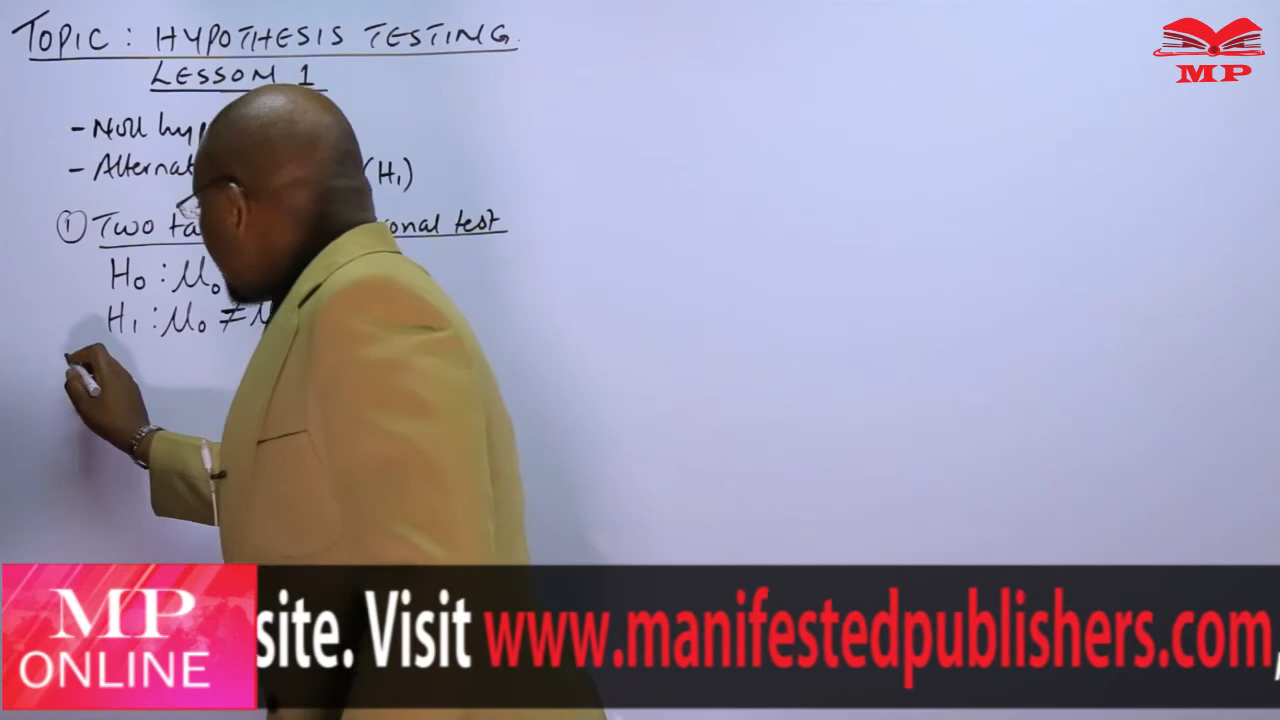 TOPIC: HYPOTHESIS TESTING.
LESSON 1
MP
- Null hyp
- Alternat (H₁)
① Two ta onal test
H₀ : μ₀
H₁ : μ₀ ≠ μ
MP
ONLINE
site. Visit www.manifestedpublishers.com,